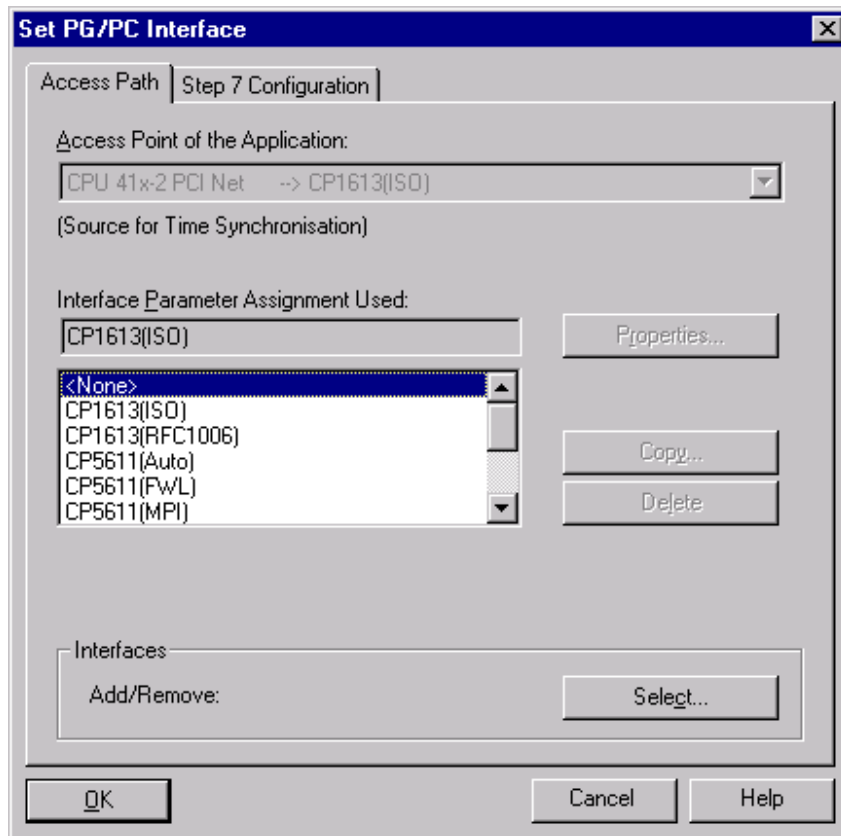 Set PG/PC Interface
Access Path
Step 7 Configuration
Access Point of the Application:
CPU 41x-2 PCI Net --> CP1613(ISO)
(Source for Time Synchronisation)
Interface Parameter Assignment Used:
CP1613(ISO)
Properties...
<None>
CP1613(ISO)
CP1613(RFC1006)
CP5611(Auto)
CP5611(FWL)
CP5611(MPI)
Copy...
Delete
Interfaces
Add/Remove:
Select...
OK
Cancel
Help